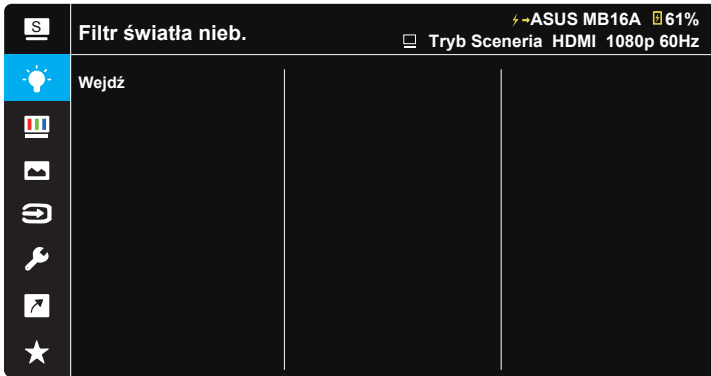 S
Filtr światła nieb.
ASUS MB16A 61%
Tryb Sceneria HDMI 1080p 60Hz
Wejdź